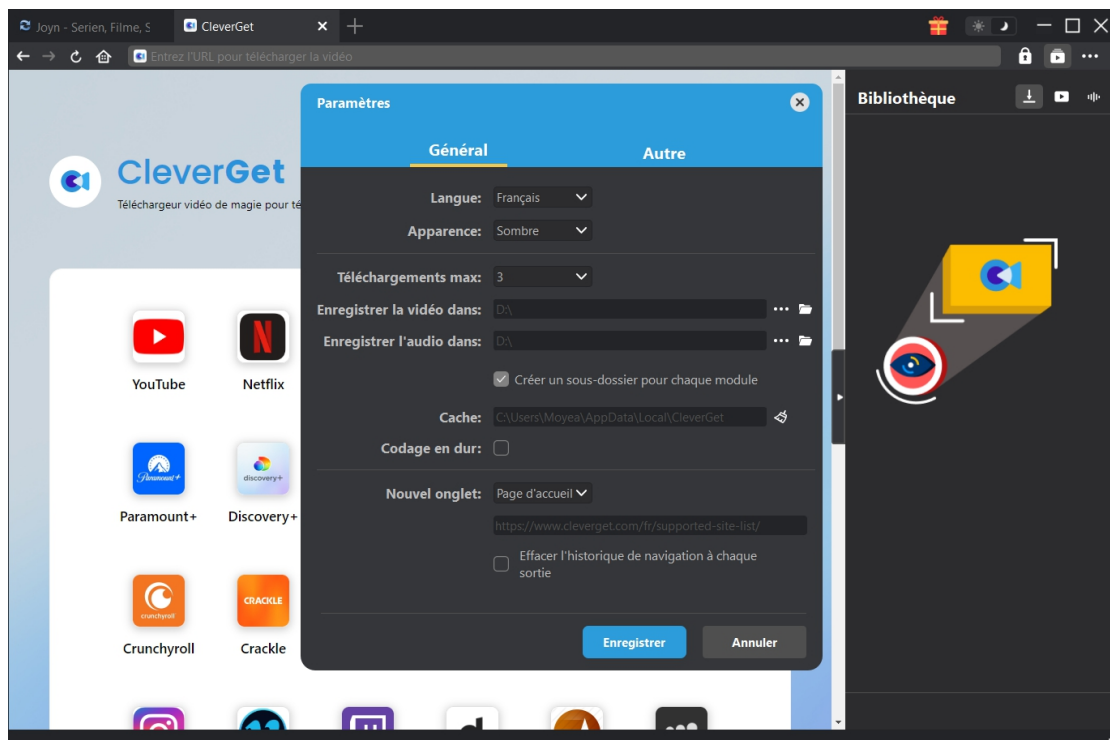 Joyn - Serien, Filme, S
CleverGet
Entrez l'URL pour télécharger la vidéo
CleverGet
Téléchargeur vidéo de magie pour té
YouTube
Netflix
Paramount+
discovery+
Paramount+
Discovery+
crunchyroll
CRACKLE
Crunchyroll
Crackle
Paramètres
Général
Autre
Langue: Français
Apparence: Sombre
Téléchargements max: 3
Enregistrer la vidéo dans: D:\
Enregistrer l'audio dans: D:\
Créer un sous-dossier pour chaque module
Cache: C:\Users\Moyea\AppData\Local\CleverGet
Codage en dur:
Nouvel onglet: Page d'accueil
https://www.cleverget.com/fr/supported-site-list/
Effacer l'historique de navigation à chaque
sortie
Enregistrer
Annuler
Bibliothèque